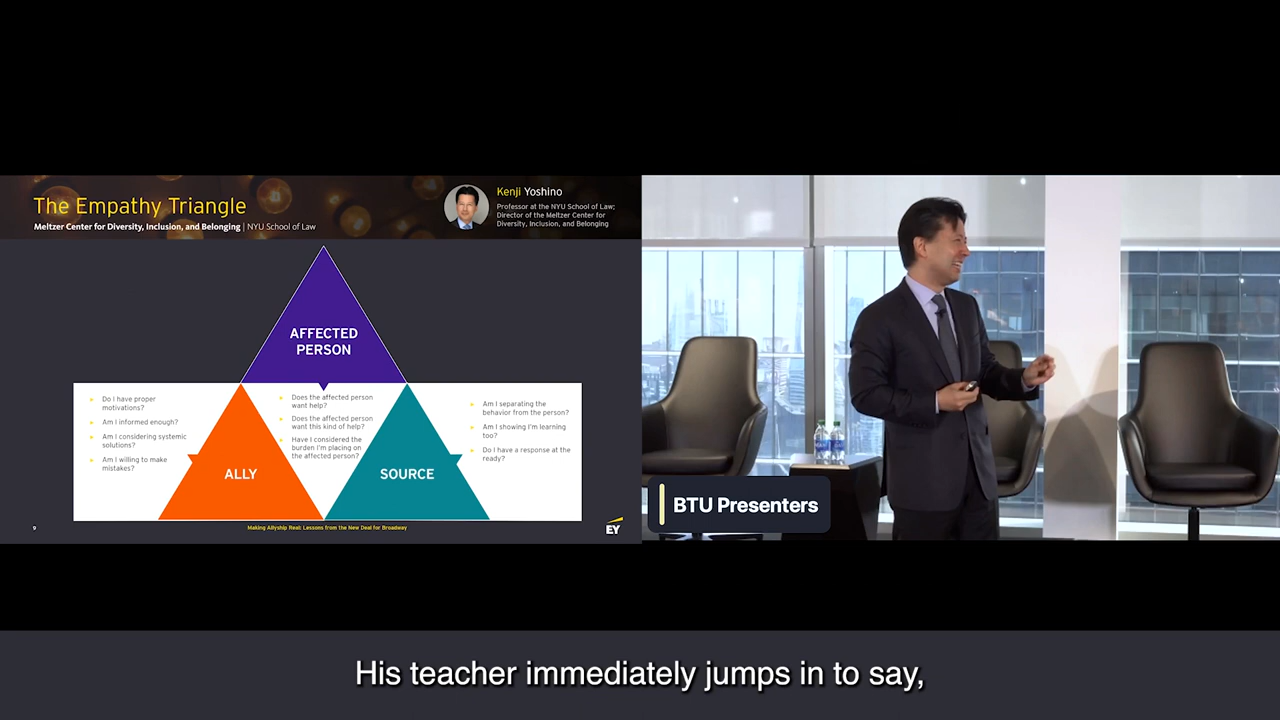 The Empathy Triangle
Meltzer Center for Diversity, Inclusion, and Belonging | NYU School of Law
Kenji Yoshino
Professor at the NYU School of Law;
Director of the Meltzer Center for
Diversity, Inclusion, and Belonging
AFFECTED
PERSON
Do I have proper
motivations?
Am I informed enough?
Am I considering systemic
solutions?
Am I willing to make
mistakes?
ALLY
Does the affected person
want help?
Does the affected person
want this kind of help?
Have I considered the
burden I'm placing on
the affected person?
SOURCE
Am I separating the
behavior from the person?
Am I showing I'm learning
too?
Do I have a response at the
ready?
9
Making Allyship Real: Lessons from the New Deal for Broadway
EY
BTU Presenters
His teacher immediately jumps in to say,